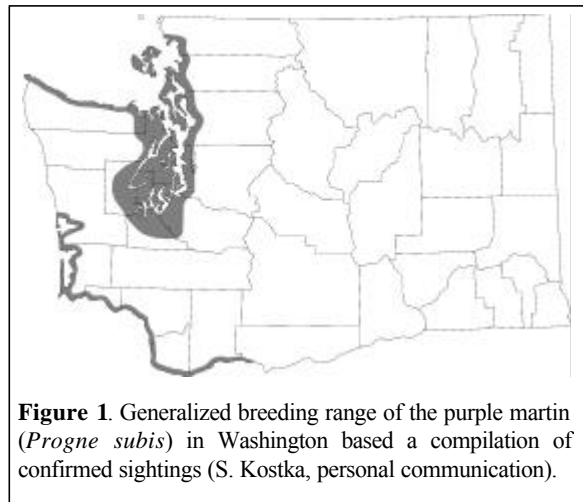 Figure 1. Generalized breeding range of the purple martin
(Progne subis) in Washington based a compilation of
confirmed sightings (S. Kostka, personal communication).